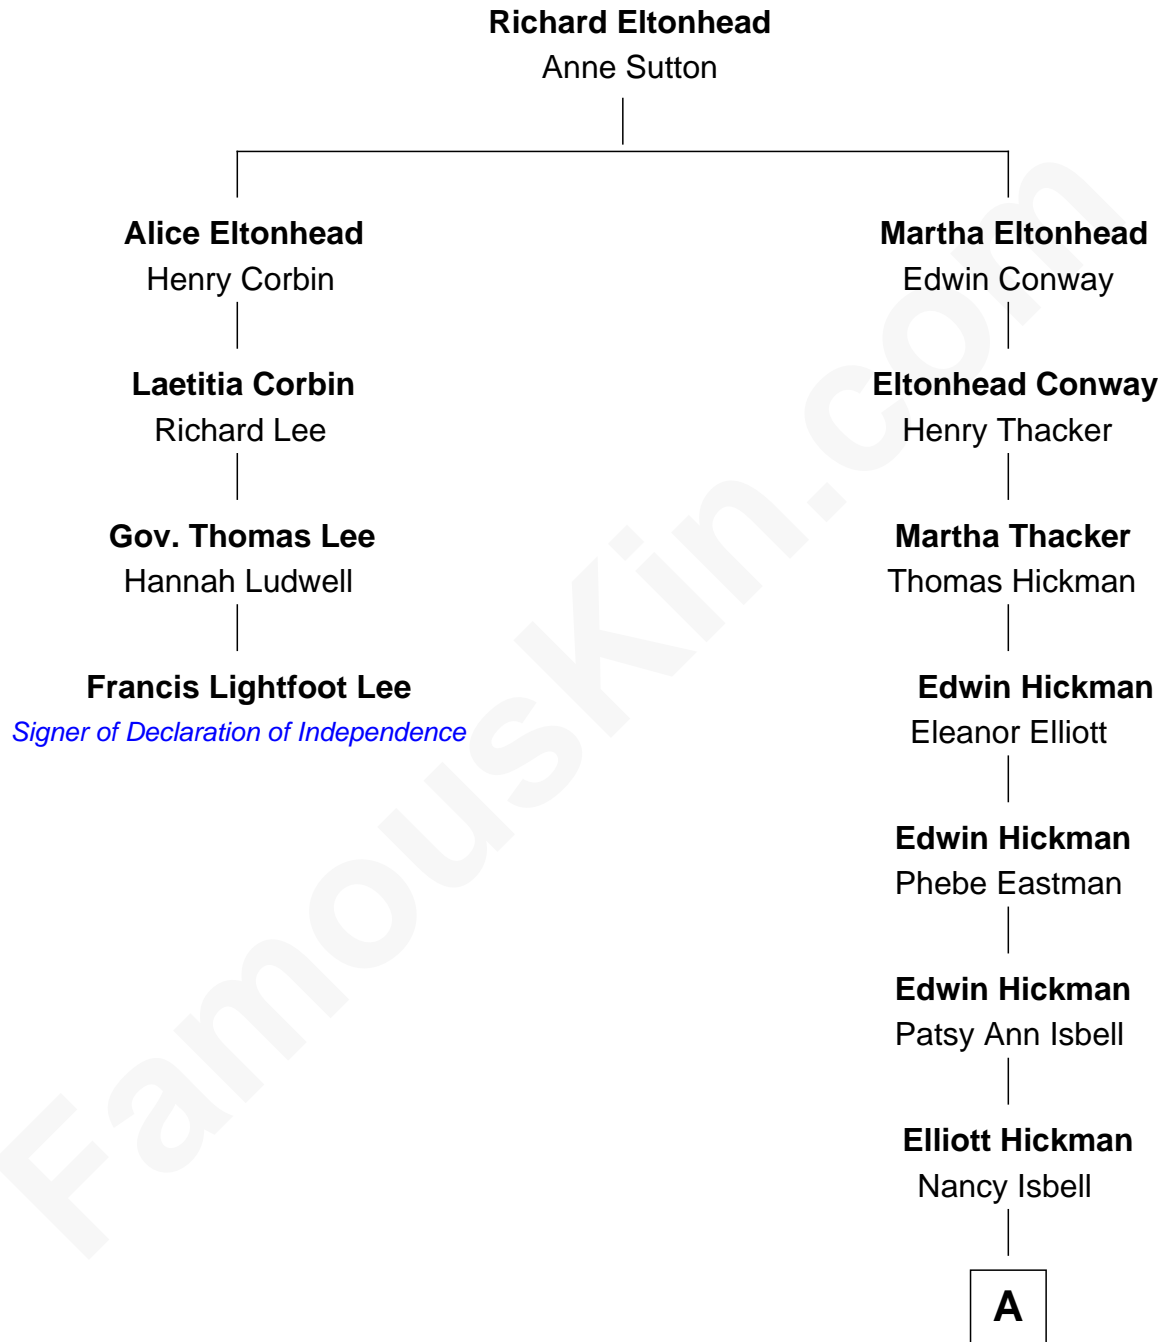 Richard Eltonhead
Anne Sutton
Alice Eltonhead
Henry Corbin
Martha Eltonhead
Edwin Conway
Laetitia Corbin
Richard Lee
Eltonhead Conway
Henry Thacker
Gov. Thomas Lee
Hannah Ludwell
Martha Thacker
Thomas Hickman
Francis Lightfoot Lee
Signer of Declaration of Independence
Edwin Hickman
Eleanor Elliott
Edwin Hickman
Phebe Eastman
Edwin Hickman
Patsy Ann Isbell
Elliott Hickman
Nancy Isbell
A
FamousKin.com